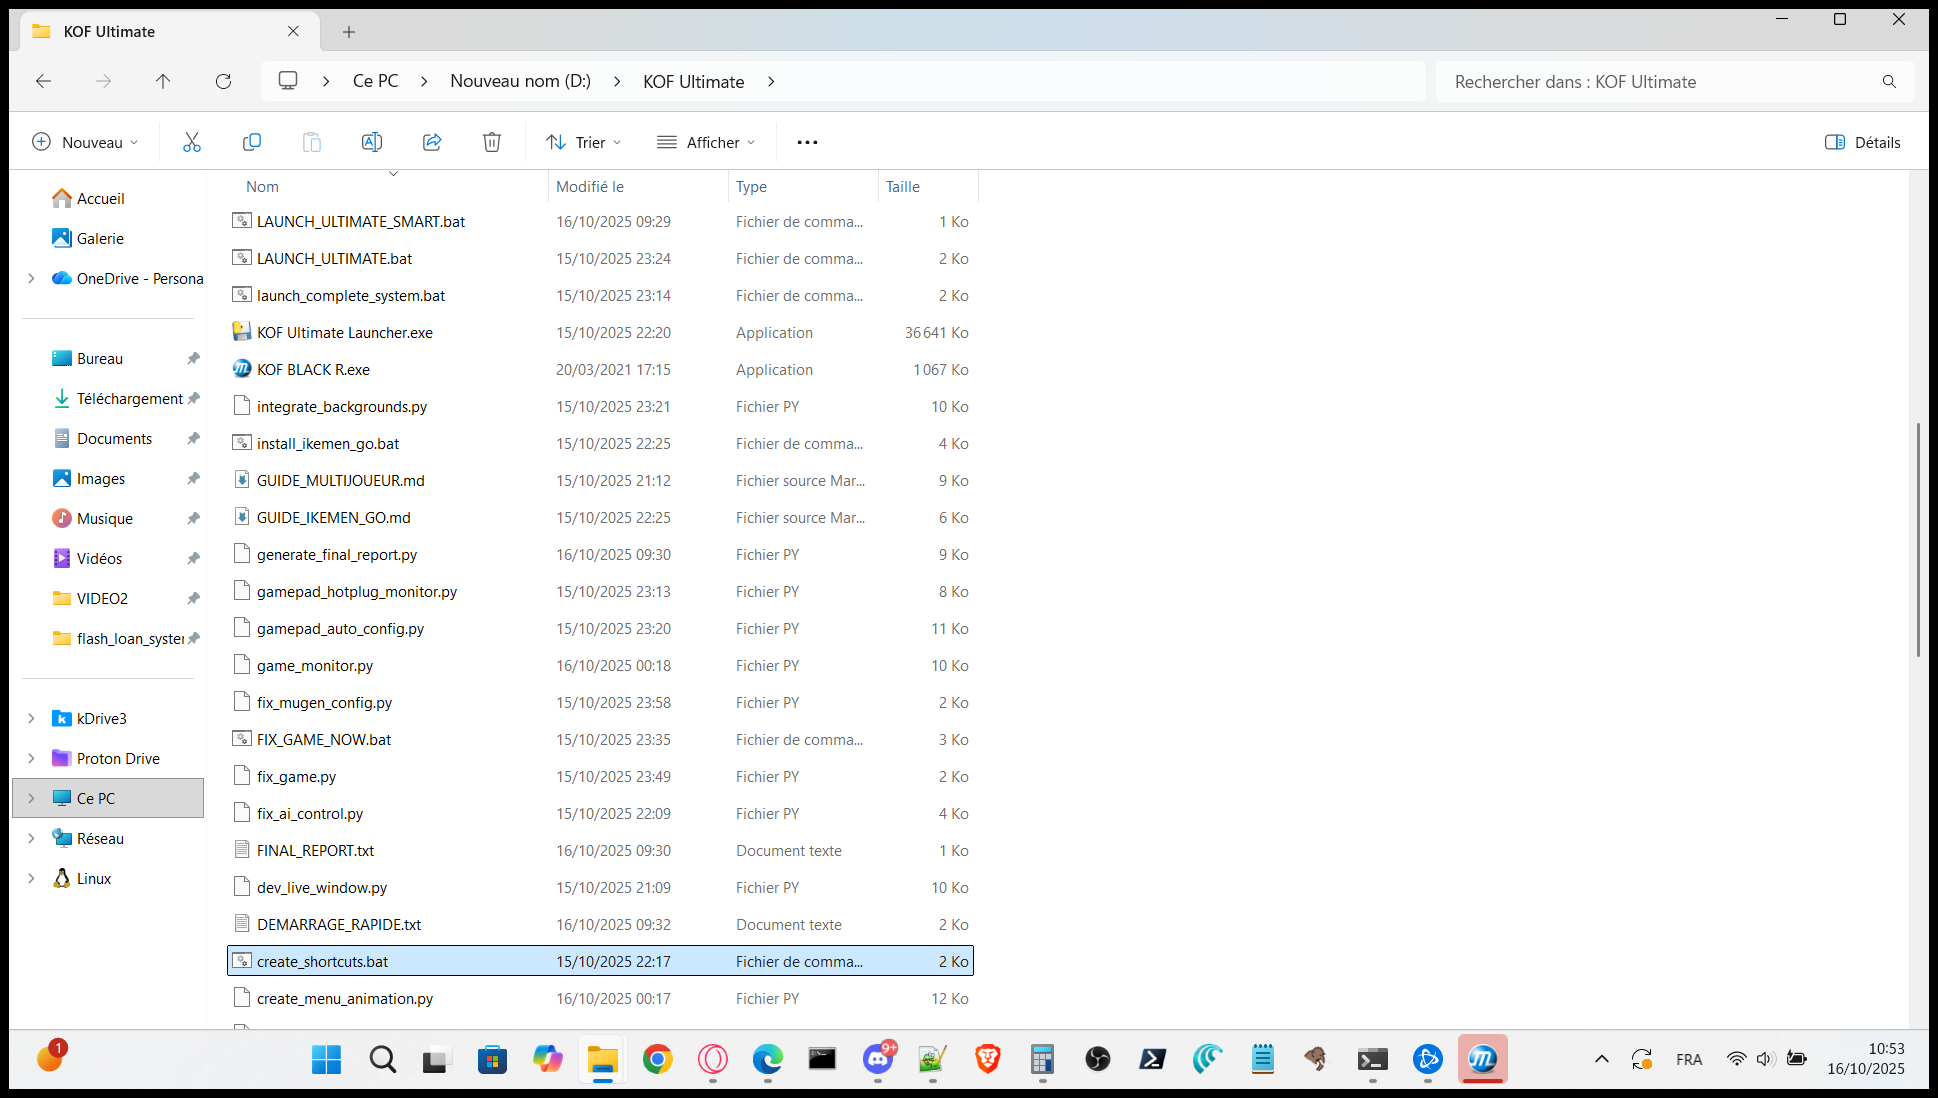 KOF Ultimate
Ce PC
Nouveau nom (D:)
KOF Ultimate
Rechercher dans : KOF Ultimate
Nouveau
Trier
Afficher
Détails
Nom Modifié le Type Taille
Accueil
Galerie
OneDrive - Persona
Bureau
Téléchargement
Documents
Images
Musique
Vidéos
VIDEO2
flash_loan_syster
kDrive3
Proton Drive
Ce PC
Réseau
Linux
LAUNCH_ULTIMATE_SMART.bat 16/10/2025 09:29 Fichier de comma... 1 Ko
LAUNCH_ULTIMATE.bat 15/10/2025 23:24 Fichier de comma... 2 Ko
launch_complete_system.bat 15/10/2025 23:14 Fichier de comma... 2 Ko
KOF Ultimate Launcher.exe 15/10/2025 22:20 Application 36 641 Ko
KOF BLACK R.exe 20/03/2021 17:15 Application 1 067 Ko
integrate_backgrounds.py 15/10/2025 23:21 Fichier PY 10 Ko
install_ikemen_go.bat 15/10/2025 22:25 Fichier de comma... 4 Ko
GUIDE_MULTIJOUEUR.md 15/10/2025 21:12 Fichier source Mar... 9 Ko
GUIDE_IKEMEN_GO.md 15/10/2025 22:25 Fichier source Mar... 6 Ko
generate_final_report.py 16/10/2025 09:30 Fichier PY 9 Ko
gamepad_hotplug_monitor.py 15/10/2025 23:13 Fichier PY 8 Ko
gamepad_auto_config.py 15/10/2025 23:20 Fichier PY 11 Ko
game_monitor.py 16/10/2025 00:18 Fichier PY 10 Ko
fix_mugen_config.py 15/10/2025 23:58 Fichier PY 2 Ko
FIX_GAME_NOW.bat 15/10/2025 23:35 Fichier de comma... 3 Ko
fix_game.py 15/10/2025 23:49 Fichier PY 2 Ko
fix_ai_control.py 15/10/2025 22:09 Fichier PY 4 Ko
FINAL_REPORT.txt 16/10/2025 09:30 Document texte 1 Ko
dev_live_window.py 15/10/2025 21:09 Fichier PY 10 Ko
DEMARRAGE_RAPIDE.txt 16/10/2025 09:32 Document texte 2 Ko
create_shortcuts.bat 15/10/2025 22:17 Fichier de comma... 2 Ko
create_menu_animation.py 16/10/2025 00:17 Fichier PY 12 Ko
1
9+
FRA
10:53
16/10/2025